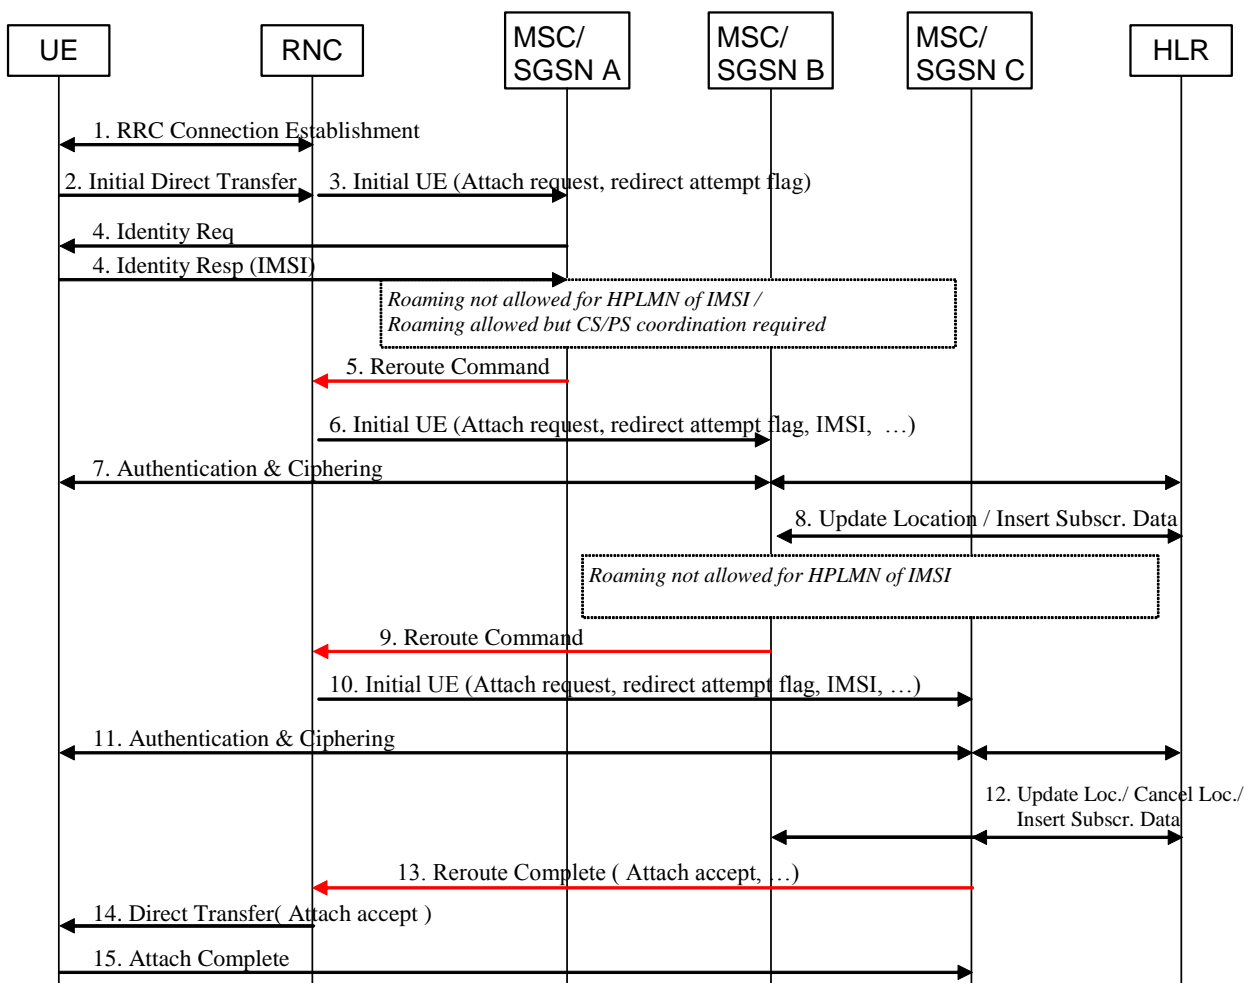 UE
RNC
MSC/
SGSN A
MSC/
SGSN B
MSC/
SGSN C
HLR
1. RRC Connection Establishment
2. Initial Direct Transfer
3. Initial UE (Attach request, redirect attempt flag)
4. Identity Req
4. Identity Resp (IMSI)
Roaming not allowed for HPLMN of IMSI /
Roaming allowed but CS/PS coordination required
5. Reroute Command
6. Initial UE (Attach request, redirect attempt flag, IMSI, …)
7. Authentication & Ciphering
8. Update Location / Insert Subscr. Data
Roaming not allowed for HPLMN of IMSI
9. Reroute Command
10. Initial UE (Attach request, redirect attempt flag, IMSI, …)
11. Authentication & Ciphering
12. Update Loc./ Cancel Loc./
Insert Subscr. Data
13. Reroute Complete ( Attach accept, …)
14. Direct Transfer( Attach accept )
15. Attach Complete